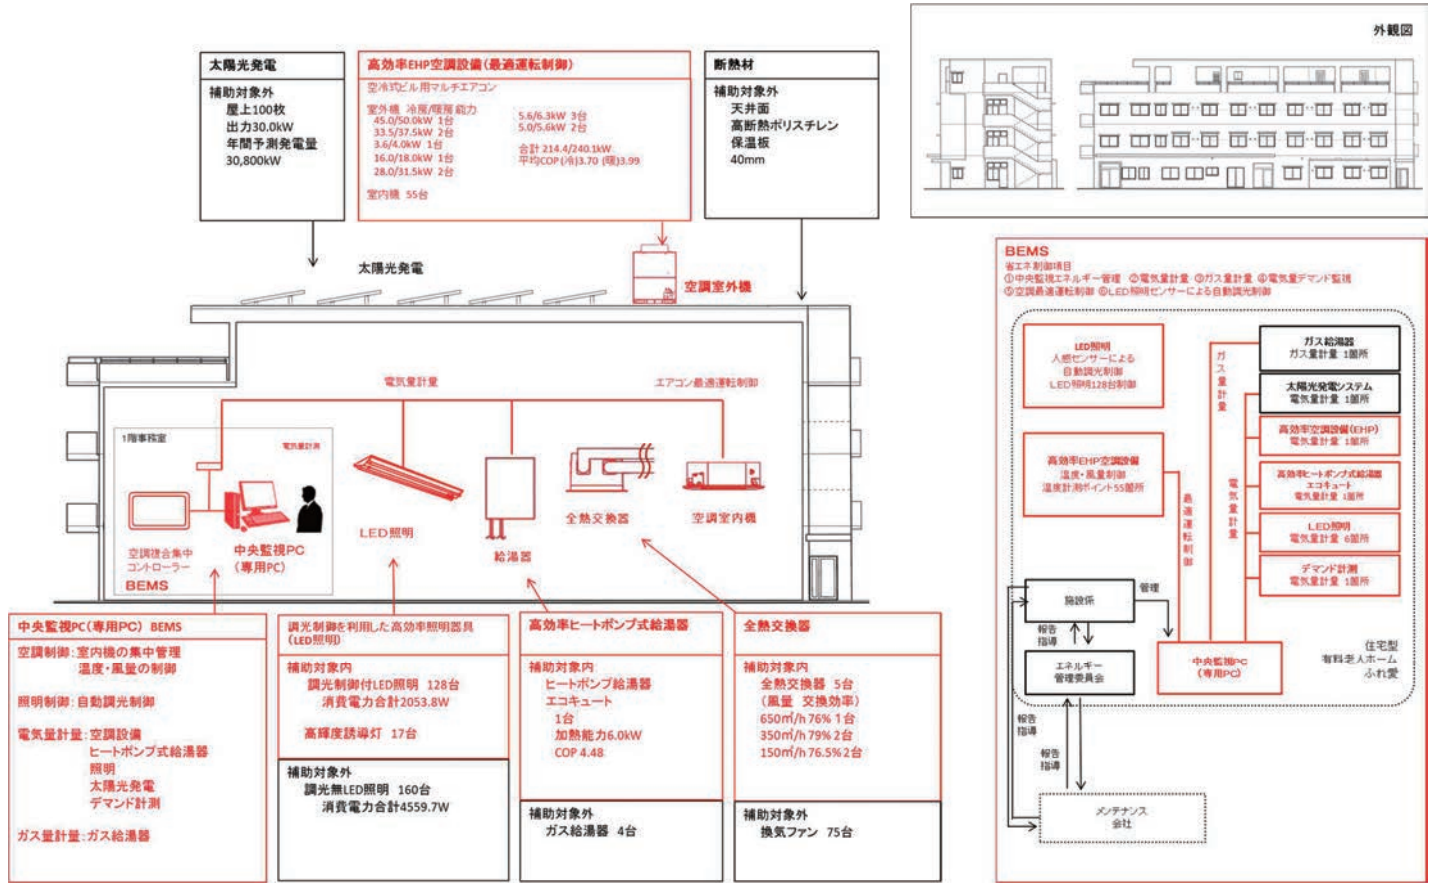 太陽光発電
補助対象外
屋上100枚
出力30.0kW
年間予測発電量
30,800kW
高効率EHP空調設備(最適運転制御)
空冷式ビル用マルチエアコン
室外機 冷房/暖房能力
45.0/50.0kW 1台
33.5/37.5kW 2台
3.6/4.0kW 1台
16.0/18.0kW 1台
28.0/31.5kW 2台
5.6/6.3kW 3台
5.0/5.6kW 2台
合計 214.4/240.1kW
平均COP(冷)3.70 (暖)3.99
室内機 55台
断熱材
補助対象外
天井面
高断熱ポリスチレン
保温板
40mm
外観図
太陽光発電
空調室外機
電気量計量
エアコン最適運転制御
1階事務室
電気量計測
空調複合集中
コントローラー
中央監視PC
(専用PC)
BEMS
LED照明
給湯器
全熱交換器
空調室内機
中央監視PC(専用PC) BEMS
空調制御:室内機の集中管理
温度・風量の制御
照明制御:自動調光制御
電気量計量:空調設備
ヒートポンプ式給湯器
照明
太陽光発電
デマンド計測
ガス量計量:ガス給湯器
調光制御を利用した高効率照明器具
(LED照明)
補助対象内
調光制御付LED照明 128台
消費電力合計2053.8W
高輝度誘導灯 17台
補助対象外
調光無LED照明 160台
消費電力合計4559.7W
高効率ヒートポンプ式給湯器
補助対象内
ヒートポンプ給湯器
エコキュート
1台
加熱能力6.0kW
COP 4.48
補助対象外
ガス給湯器 4台
全熱交換器
補助対象内
全熱交換器 5台
(風量 交換効率)
650㎥/h 76% 1台
350㎥/h 79% 2台
150㎥/h 76.5% 2台
補助対象外
換気ファン 75台
BEMS
省エネ制御項目
①中央監視エネルギー管理 ②電気量計量 ③ガス量計量 ④電気量デマンド監視
⑤空調最適運転制御 ⑥LED照明センサーによる自動調光制御
LED照明
人感センサーによる
自動調光制御
LED照明128台制御
高効率EHP空調設備
温度・風量制御
温度計測ポイント55箇所
ガス量計量
電気量計量
最適運転制御
ガス給湯器
ガス量計量 1箇所
太陽光発電システム
電気量計量 1箇所
高効率空調設備(EHP)
電気量計量 1箇所
高効率ヒートポンプ式給湯器
エコキュート
電気量計量 1箇所
LED照明
電気量計量 6箇所
デマンド計測
電気量計量 1箇所
施設係
管理
報告
指導
エネルギー
管理委員会
中央監視PC
(専用PC)
住宅型
有料老人ホーム
ふれ愛
報告
指導
報告
指導
メンテナンス
会社